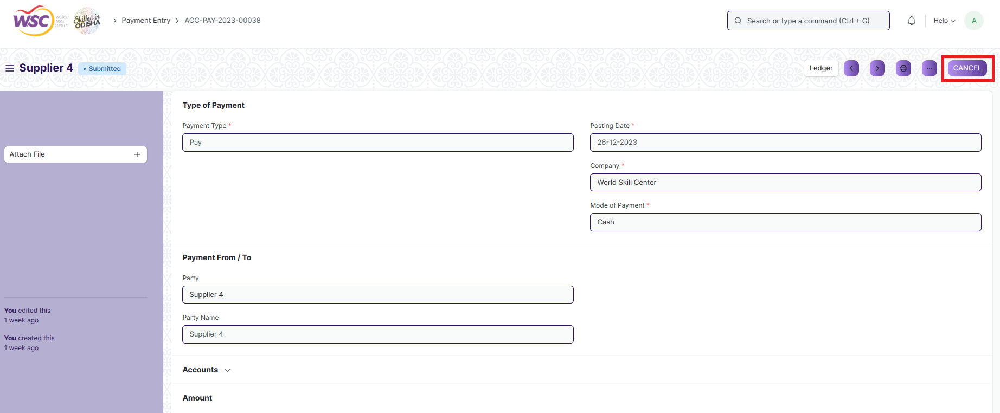 WSC WORLD SKILL CENTER
Skilled in ODISHA
Payment Entry
ACC-PAY-2023-00038
Search or type a command (Ctrl + G)
Help
A
Supplier 4
Submitted
Ledger
CANCEL
Type of Payment
Payment Type *
Pay
Posting Date *
26-12-2023
Company *
World Skill Center
Mode of Payment *
Cash
Attach File
Payment From / To
Party
Supplier 4
Party Name
Supplier 4
You edited this
1 week ago
You created this
1 week ago
Accounts
Amount